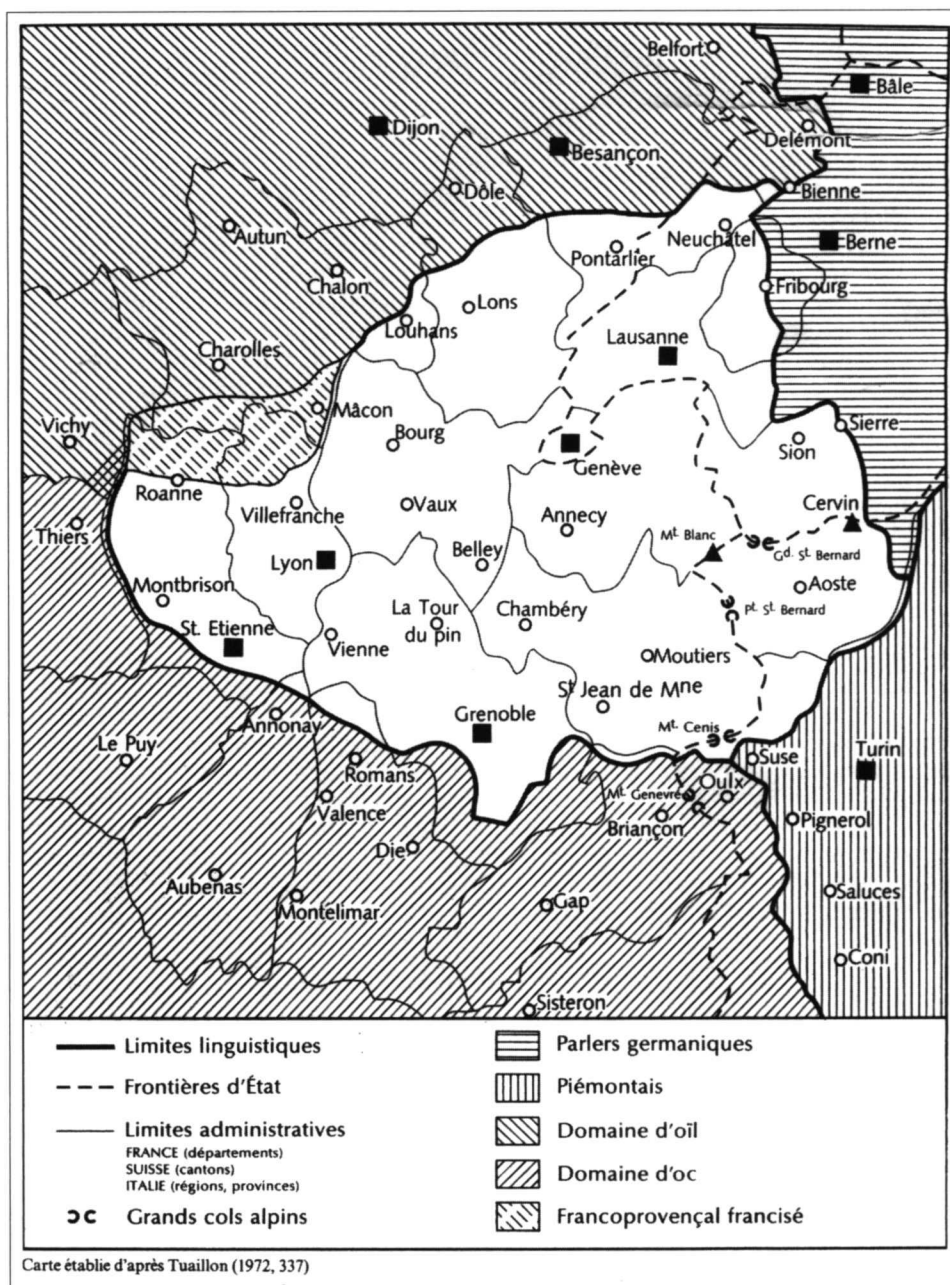 Belfort
Bâle
Dijon
Delémont
Besançon
Dôle
Bienne
Autun
Neuchâtel
Berne
Pontarlier
Chalon
Fribourg
Lons
Louhans
Lausanne
Charolles
Mâcon
Vichy
Bourg
Sierre
Genève
Sion
Roanne
Villefranche
Vaux
Cervin
Thiers
Annecy
Mt. Blanc
Gd. St. Bernard
Lyon
Belley
Montbrison
Aoste
La Tour
du pin
Chambéry
Pt. St. Bernard
St. Etienne
Vienne
Moutiers
St Jean de Mne
Annonay
Grenoble
Mt. Cenis
Le Puy
Romans
Suse
Turin
Oulx
Mt. Genèvre
Valence
Briançon
Pignerol
Die
Aubenas
Montélimar
Gap
Saluces
Coni
Sisteron
Limites linguistiques
Frontières d'État
Limites administratives
FRANCE (départements)
SUISSE (cantons)
ITALIE (régions, provinces)
Grands cols alpins
Parlers germaniques
Piémontais
Domaine d'oïl
Domaine d'oc
Francoprovençal francisé
Carte établie d'après Tuaillon (1972, 337)